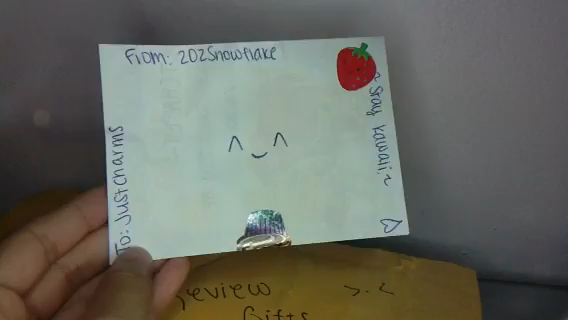 From: 202Snowflake
~Stay kawaii~
To: Justcharms
^‿^
♡
Review >.<
Gifts